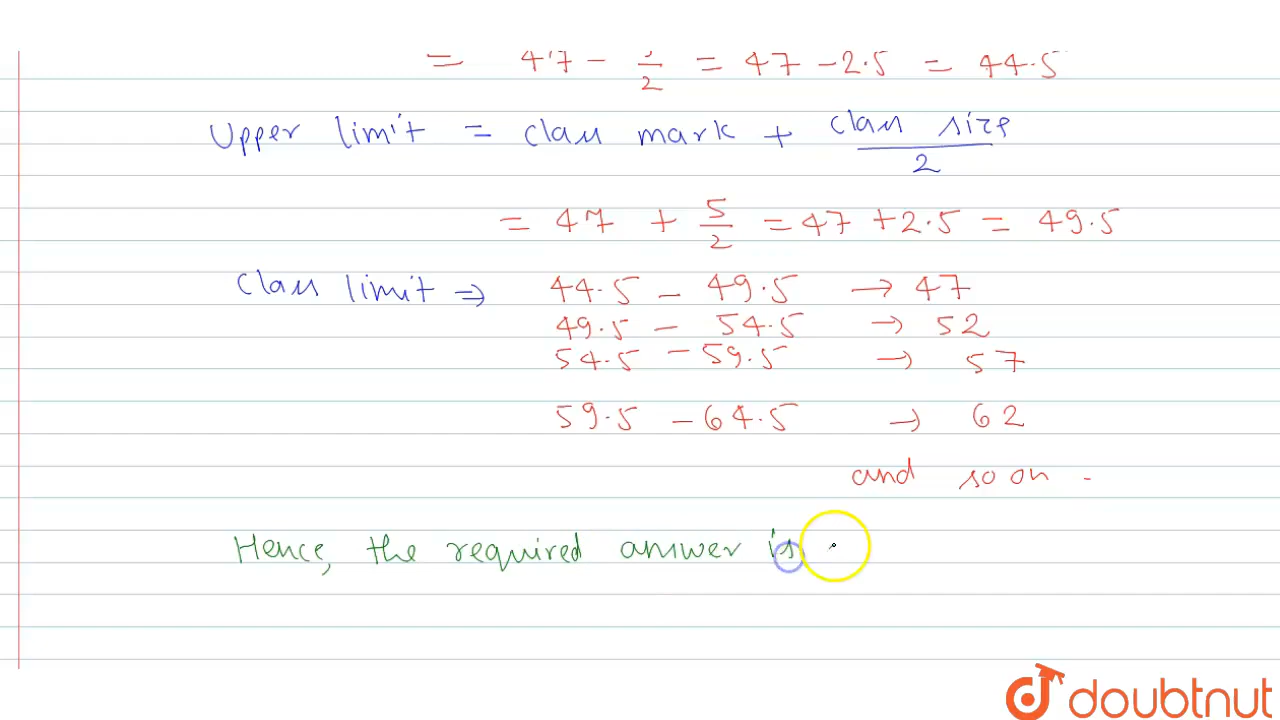 = 47 - 5/2 = 47 - 2.5 = 44.5
Upper limit = class mark + class size/2
= 47 + 5/2 = 47 + 2.5 = 49.5
Class limit ⇒ 44.5 - 49.5 → 47
49.5 - 54.5 → 52
54.5 - 59.5 → 57
59.5 - 64.5 → 62
and so on -
Hence, the required answer is
doubtnut